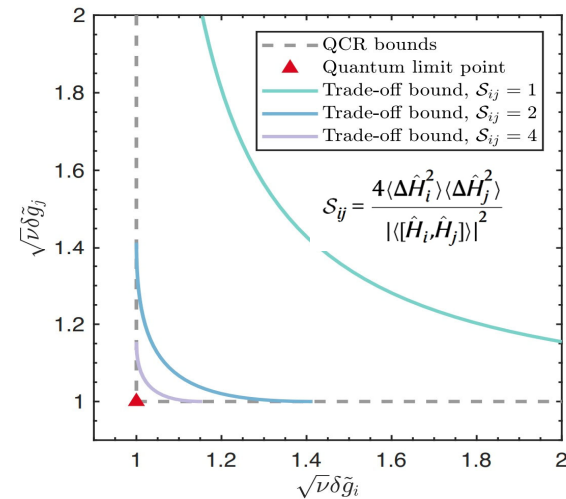 2
1.8
1.6
1.4
1.2
1
1 1.2 1.4 1.6 1.8 2
√ν δg̃ⱼ
√ν δg̃ᵢ
QCR bounds
Quantum limit point
Trade-off bound, 𝒮ᵢⱼ = 1
Trade-off bound, 𝒮ᵢⱼ = 2
Trade-off bound, 𝒮ᵢⱼ = 4
𝒮ᵢⱼ = 4⟨ΔĤᵢ²⟩⟨ΔĤⱼ²⟩ / |⟨[Ĥᵢ,Ĥⱼ]⟩|²